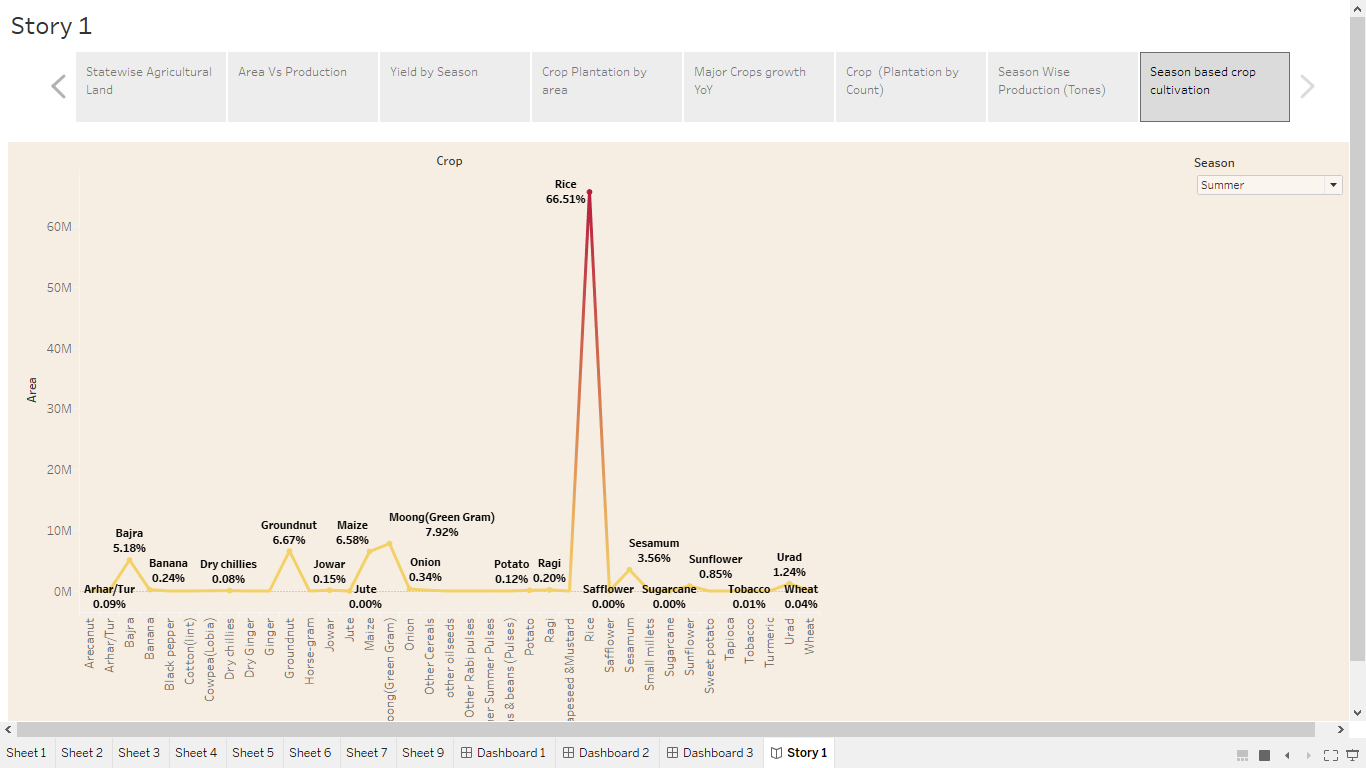 Story 1
Statewise Agricultural
Land
Area Vs Production
Yield by Season
Crop Plantation by
area
Major Crops growth
YoY
Crop (Plantation by
Count)
Season Wise
Production (Tones)
Season based crop
cultivation
Crop
Season
Summer
Area
60M
50M
40M
30M
20M
10M
0M
Rice
66.51%
Arhar/Tur
0.09%
Bajra
5.18%
Banana
0.24%
Dry chillies
0.08%
Groundnut
6.67%
Jowar
0.15%
Maize
6.58%
Jute
0.00%
Moong(Green Gram)
7.92%
Onion
0.34%
Potato
0.12%
Ragi
0.20%
Safflower
0.00%
Sesamum
3.56%
Sugarcane
0.00%
Sunflower
0.85%
Tobacco
0.01%
Urad
1.24%
Wheat
0.04%
Arecanut
Arhar/Tur
Bajra
Banana
Black pepper
Cotton(lint)
Cowpea(Lobia)
Dry chillies
Dry Ginger
Ginger
Groundnut
Horse-gram
Jowar
Jute
Maize
oong(Green Gram)
Onion
Other Cereals
other oilseeds
Other Rabi pulses
er Summer Pulses
s & beans (Pulses)
Potato
Ragi
apeseed &Mustard
Rice
Safflower
Sesamum
Small millets
Sugarcane
Sunflower
Sweet potato
Tapioca
Tobacco
Turmeric
Urad
Wheat
Sheet 1
Sheet 2
Sheet 3
Sheet 4
Sheet 5
Sheet 6
Sheet 7
Sheet 9
Dashboard 1
Dashboard 2
Dashboard 3
Story 1